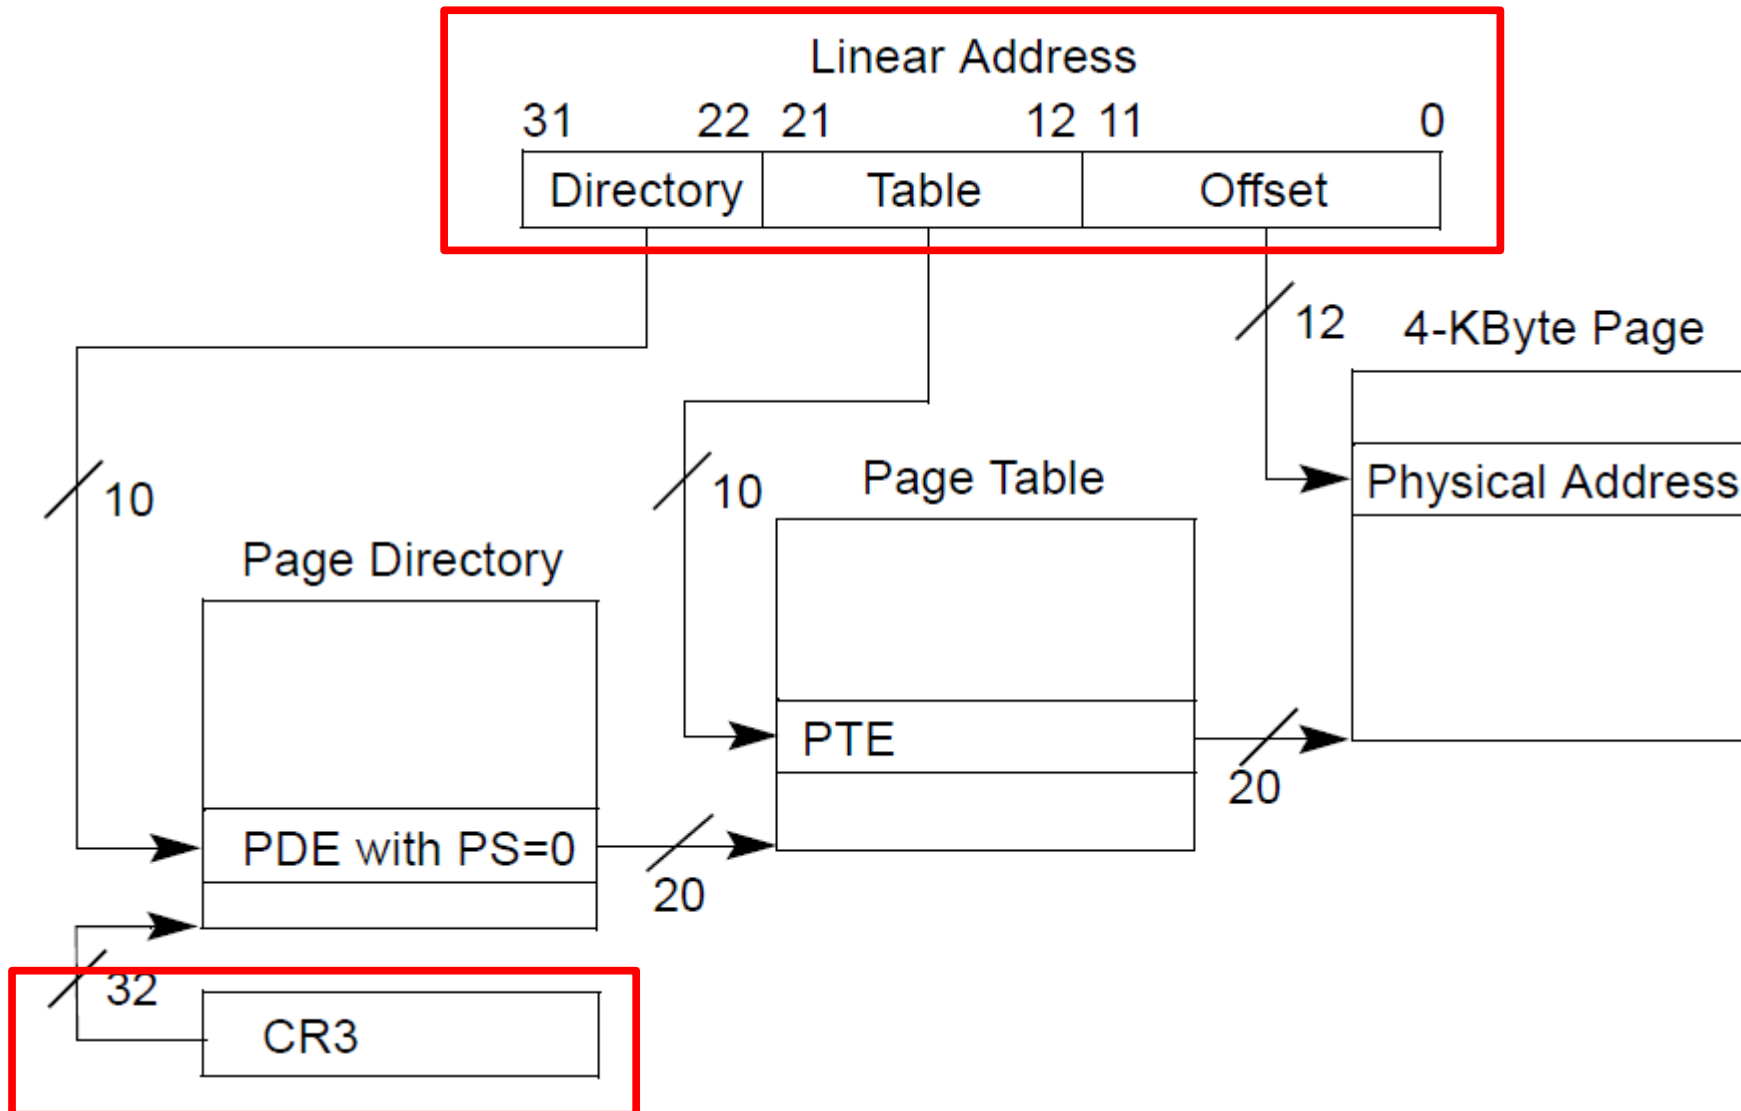 Linear Address
31 22 21 12 11 0
Directory Table Offset
12
4-KByte Page
Physical Address
10
10
Page Table
Page Directory
PTE
20
PDE with PS=0
20
32
CR3